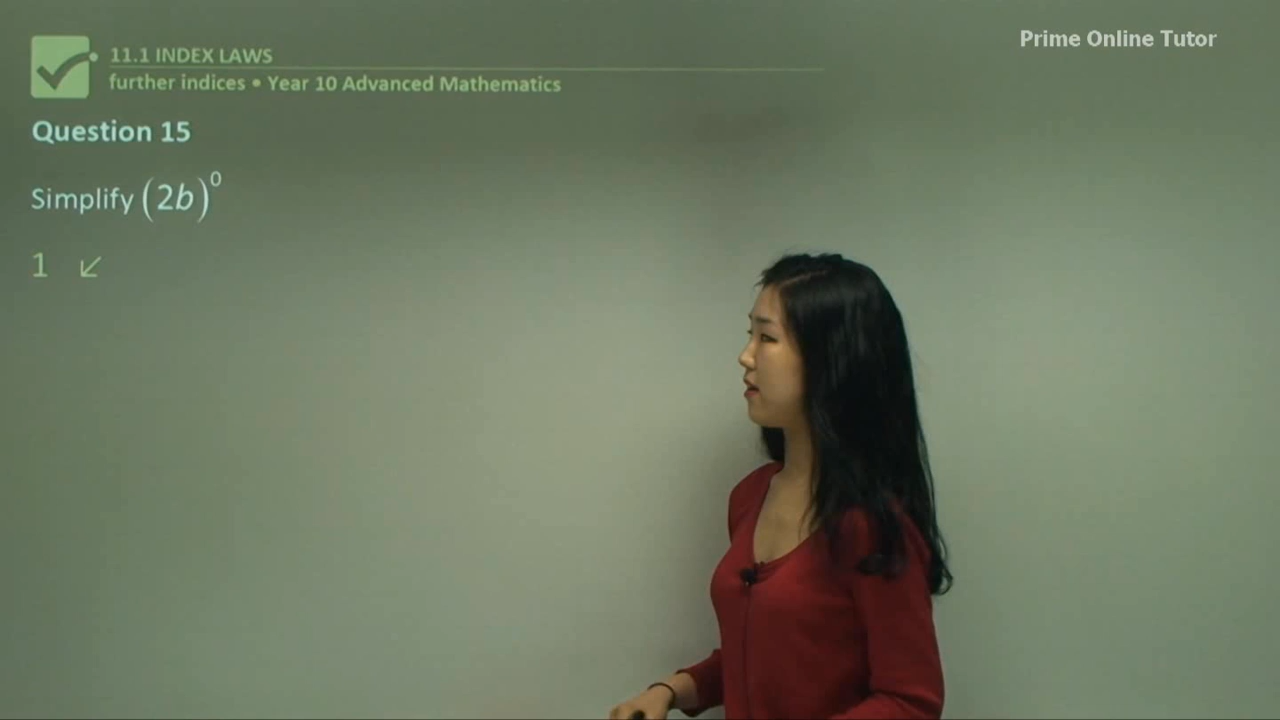 Prime Online Tutor
11.1 INDEX LAWS
further indices • Year 10 Advanced Mathematics
Question 15
Simplify (2b)⁰
1 ↙